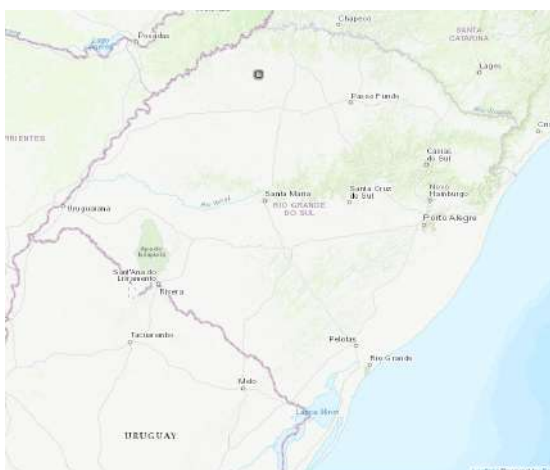 Chapecó
SANTA
CATARINA
Posadas
Lages
Passo Fundo
Caxias
do Sul
Santa Maria
Santa Cruz
do Sul
Novo
Hamburgo
RIO GRANDE
DO SUL
Uruguaiana
Porto Alegre
Sant'Ana do
Livramento
Rivera
Tacuarembó
Pelotas
Rio Grande
Melo
Lagoa Mirim
URUGUAY